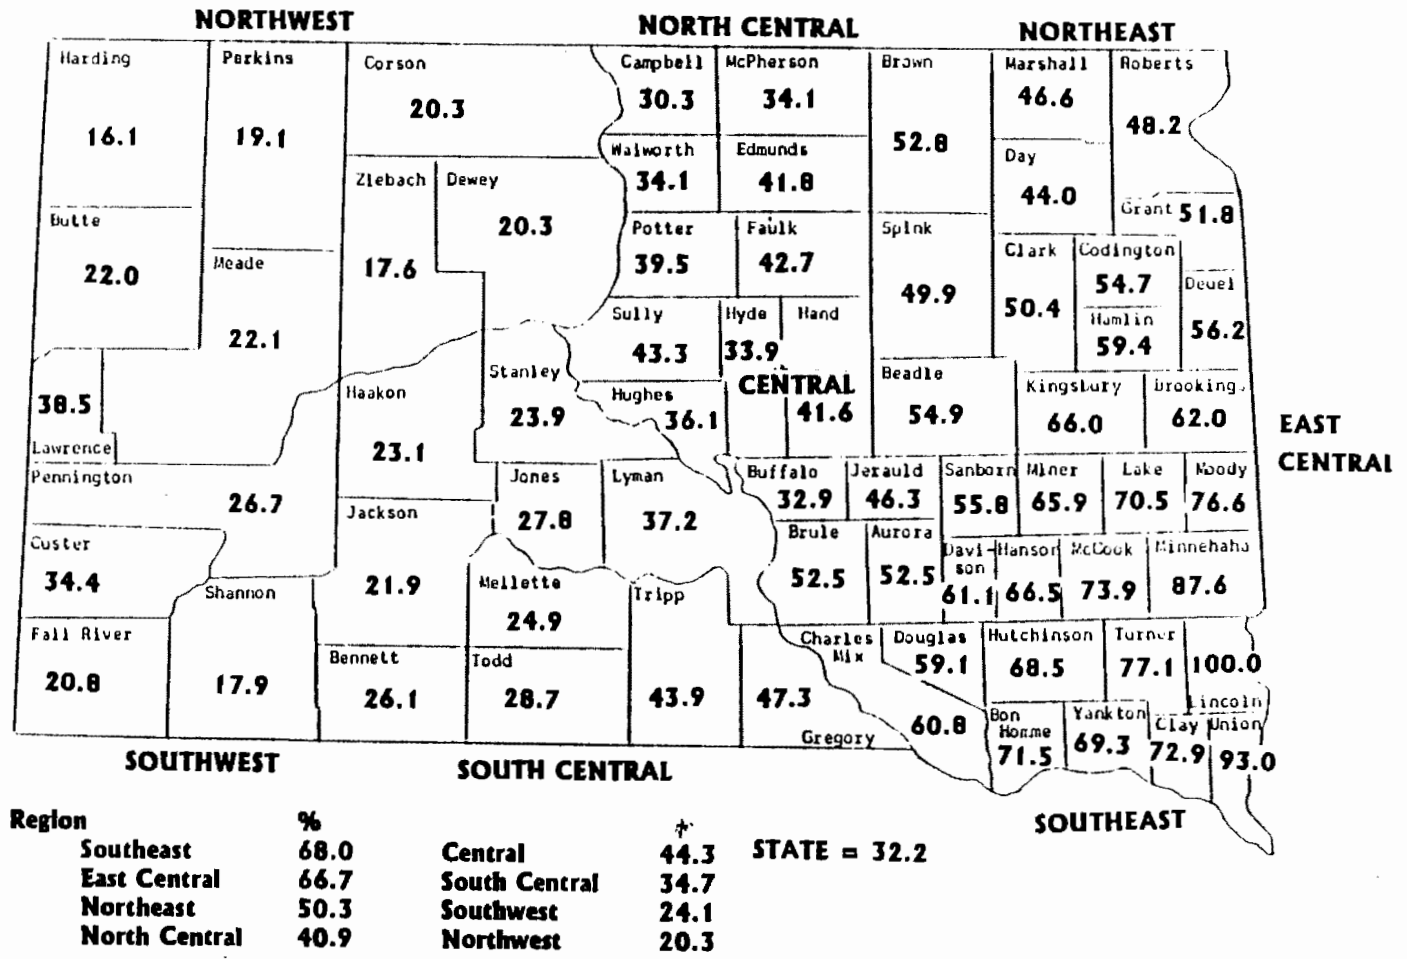 NORTHWEST
NORTH CENTRAL
NORTHEAST
Harding
Perkins
Corson
Campbell
McPherson
Brown
Marshall
Roberts
16.1
19.1
20.3
30.3
34.1
52.8
46.6
48.2
Walworth
Edmunds
Day
34.1
41.8
44.0
Ziebach
Dewey
17.6
20.3
Butte
Meade
22.0
22.1
Potter
Faulk
Spink
Grant 51.8
39.5
42.7
49.9
Clark
Codington
50.4
54.7
Hamlin
59.4
Deuel
56.2
Sully
Hyde
Hand
43.3
33.9
CENTRAL
41.6
Stanley
23.9
Hughes
36.1
Haakon
23.1
38.5
Lawrence
Beadle
54.9
Kingsbury
66.0
Brookings
62.0
EAST
CENTRAL
Pennington
26.7
Jackson
21.9
Jones
27.8
Lyman
37.2
Buffalo
32.9
Jerauld
46.3
Sanborn
55.8
Miner
65.9
Lake
70.5
Moody
76.6
Custer
34.4
Shannon
17.9
Mellette
24.9
Tripp
43.9
Brule
52.5
Aurora
52.5
Davi-
son
61.1
Hanson
66.5
McCook
73.9
Minnehaha
87.6
Fall River
20.8
Bennett
26.1
Todd
28.7
47.3
Gregory
Charles
Mix
60.8
Douglas
59.1
Hutchinson
68.5
Turner
77.1
100.0
Lincoln
Bon
Homme
71.5
Yankton
69.3
Clay
72.9
Union
93.0
SOUTHWEST
SOUTH CENTRAL
SOUTHEAST
Region %
Southeast 68.0 Central 44.3 STATE = 32.2
East Central 66.7 South Central 34.7
Northeast 50.3 Southwest 24.1
North Central 40.9 Northwest 20.3